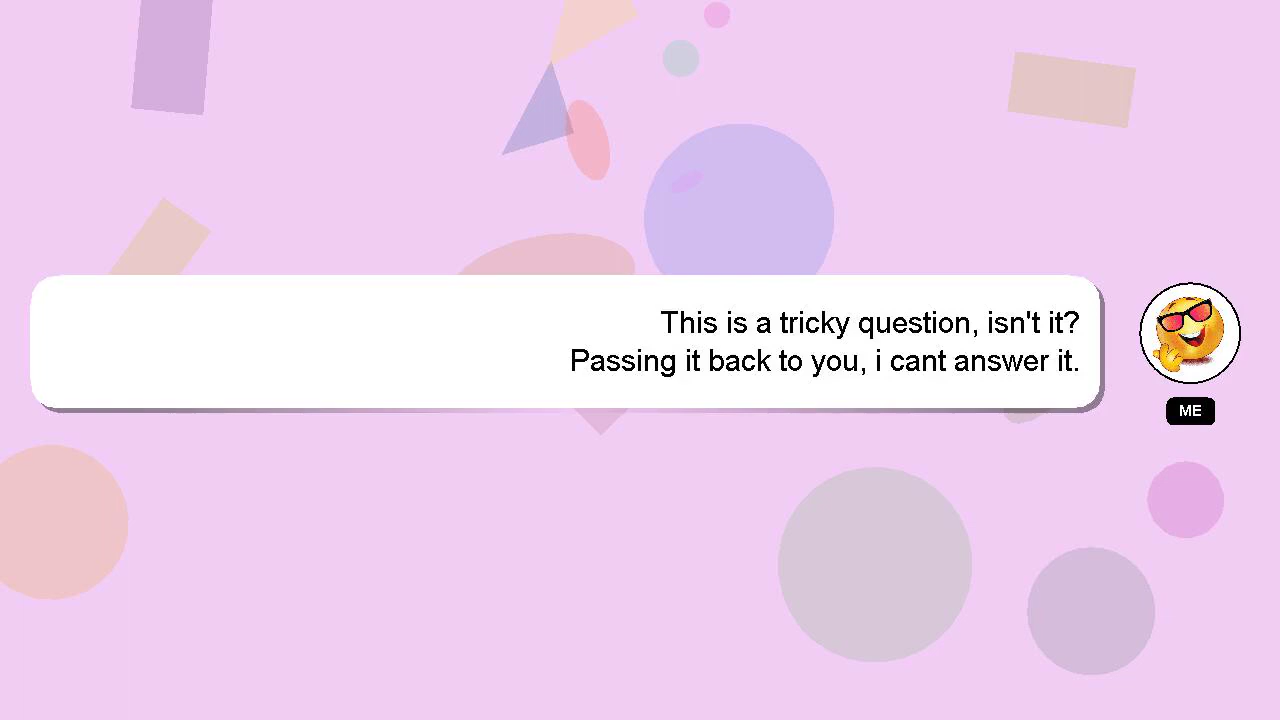 This is a tricky question, isn't it?
Passing it back to you, i cant answer it.
ME